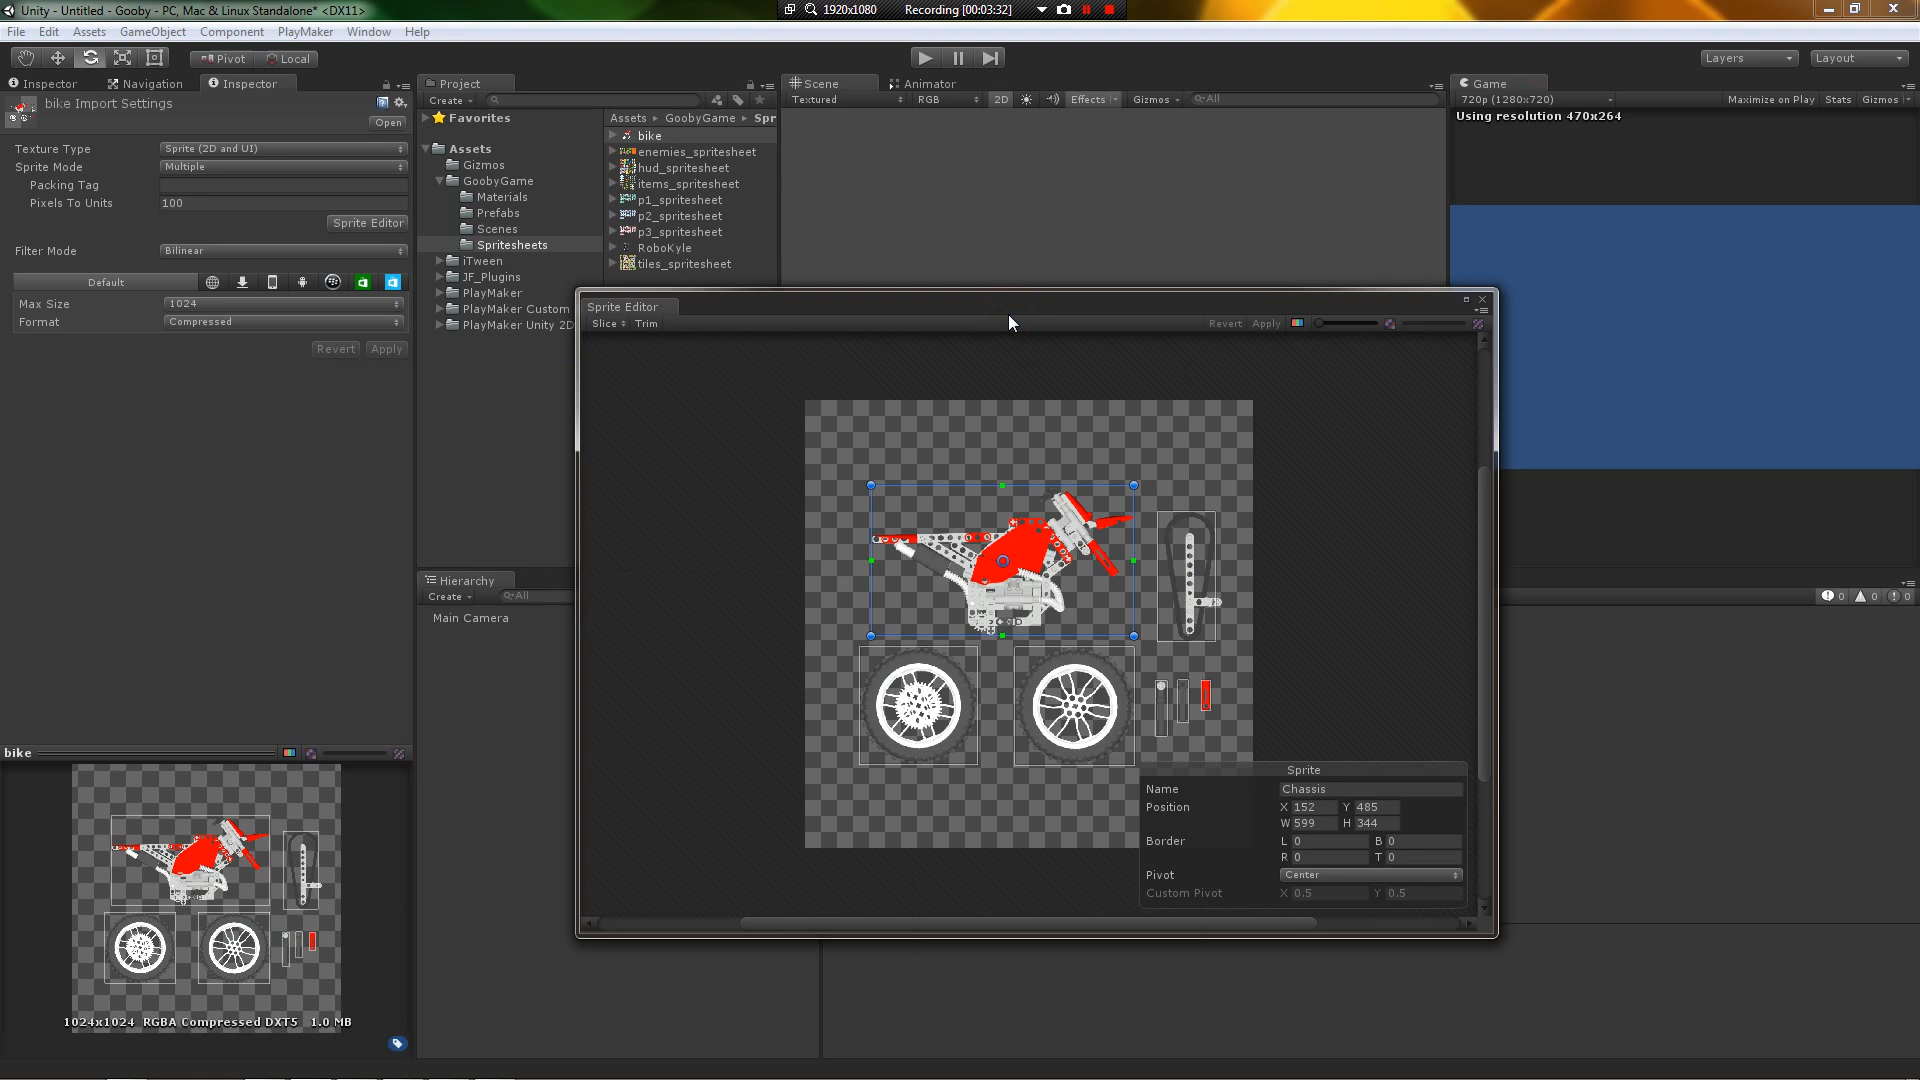 Unity - Untitled - Gooby - PC, Mac & Linux Standalone* <DX11>
1920x1080
Recording [00:03:32]
File Edit Assets GameObject Component PlayMaker Window Help
Pivot Local
Layers Layout
Inspector Navigation Inspector
Project
Scene Animator
Game
bike Import Settings
Open
Create
Textured RGB 2D Effects Gizmos All
720p (1280x720) Maximize on Play Stats Gizmos
Using resolution 470x264
Favorites
Assets ▸ GoobyGame ▸ Spr
Texture Type Sprite (2D and UI)
Sprite Mode Multiple
Packing Tag
Pixels To Units 100
Sprite Editor
Filter Mode Bilinear
Default
Max Size 1024
Format Compressed
Revert Apply
Assets
Gizmos
GoobyGame
Materials
Prefabs
Scenes
Spritesheets
iTween
JF_Plugins
PlayMaker
PlayMaker Custom
PlayMaker Unity 2D
bike
enemies_spritesheet
hud_spritesheet
items_spritesheet
p1_spritesheet
p2_spritesheet
p3_spritesheet
RoboKyle
tiles_spritesheet
Sprite Editor
Slice Trim
Revert Apply
Hierarchy
Create All
Main Camera
0 0 0
Sprite
Name Chassis
Position X 152 Y 485
W 599 H 344
Border L 0 B 0
R 0 T 0
Pivot Center
Custom Pivot X 0.5 Y 0.5
bike
1024x1024 RGBA Compressed DXT5 1.0 MB